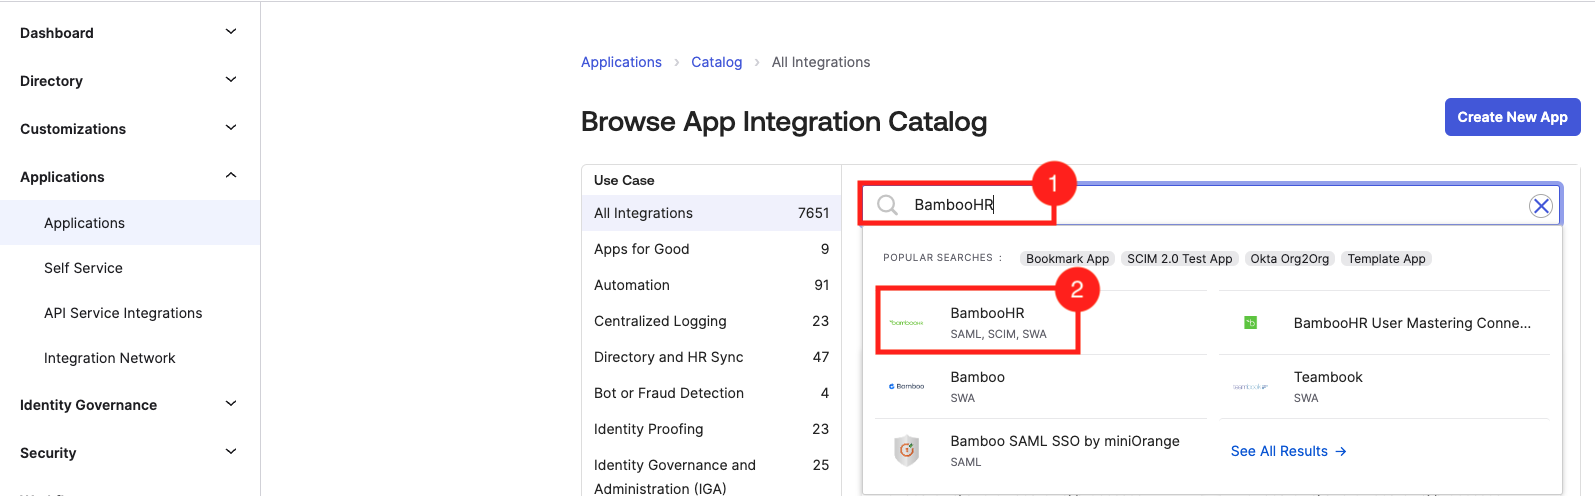 Dashboard
Directory
Customizations
Applications
Applications
Self Service
API Service Integrations
Integration Network
Identity Governance
Security
Applications › Catalog › All Integrations
Browse App Integration Catalog
Create New App
Use Case
All Integrations 7651
Apps for Good 9
Automation 91
Centralized Logging 23
Directory and HR Sync 47
Bot or Fraud Detection 4
Identity Proofing 23
Identity Governance and 25
Administration (IGA)
1
BambooHR
POPULAR SEARCHES : Bookmark App SCIM 2.0 Test App Okta Org2Org Template App
2
bambooHR
BambooHR
SAML, SCIM, SWA
BambooHR User Mastering Conne...
Bamboo
Bamboo
SWA
teambook
Teambook
SWA
Bamboo SAML SSO by miniOrange
SAML
See All Results →